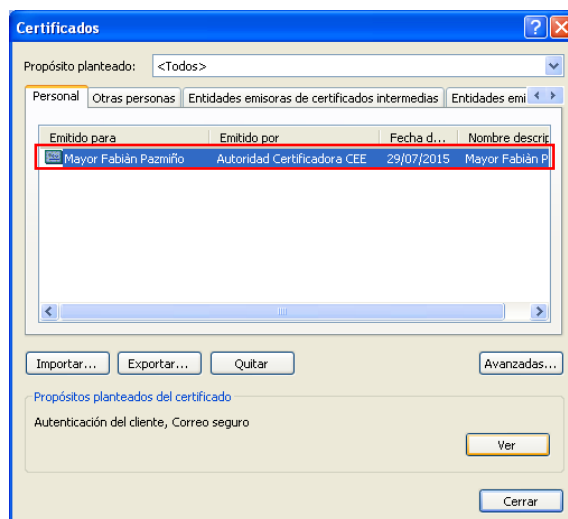 Certificados
Propósito planteado: <Todos>
Personal Otras personas Entidades emisoras de certificados intermedias Entidades emi
Emitido para Emitido por Fecha d... Nombre descrip
Mayor Fabiàn Pazmiño Autoridad Certificadora CEE 29/07/2015 Mayor Fabiàn P
Importar... Exportar... Quitar Avanzadas...
Propósitos planteados del certificado
Autenticación del cliente, Correo seguro
Ver
Cerrar